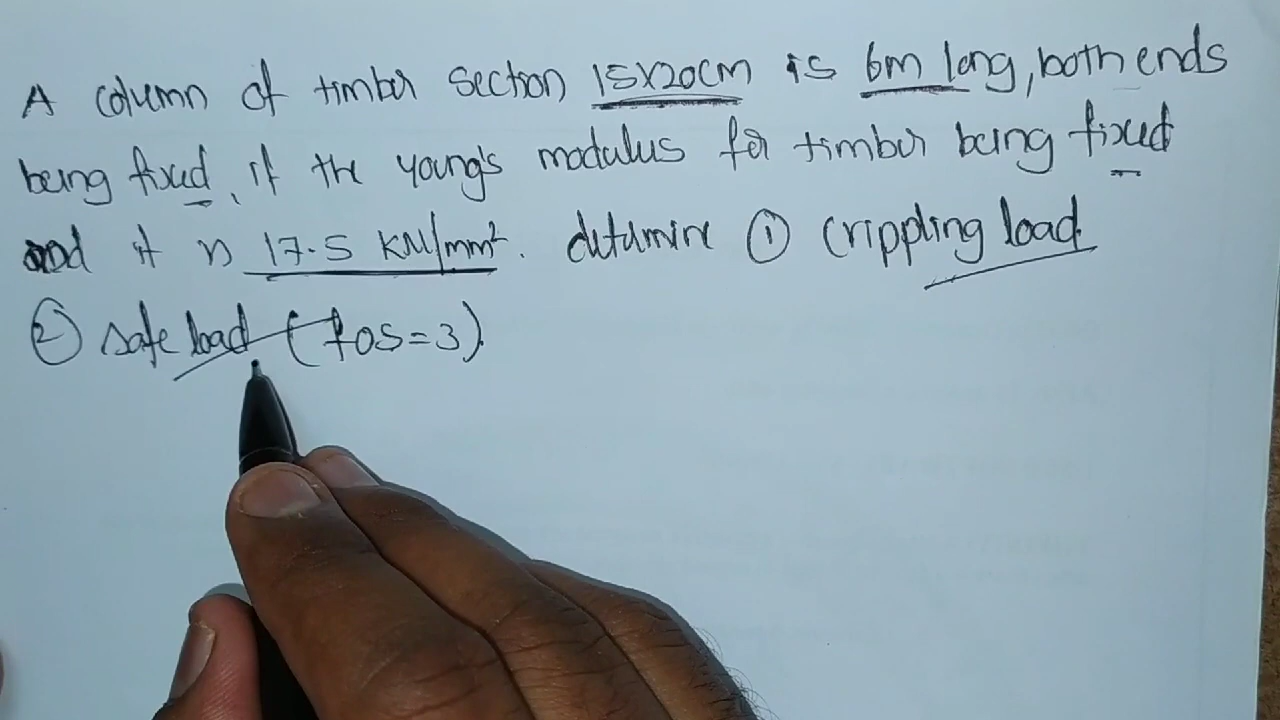 A column of timber section 15x20cm is 6m long, both ends
being fixed, if the young's modulus for timber being fixed
and it is 17.5 KN/mm². determine ① crippling load.
② safe load (fos=3).